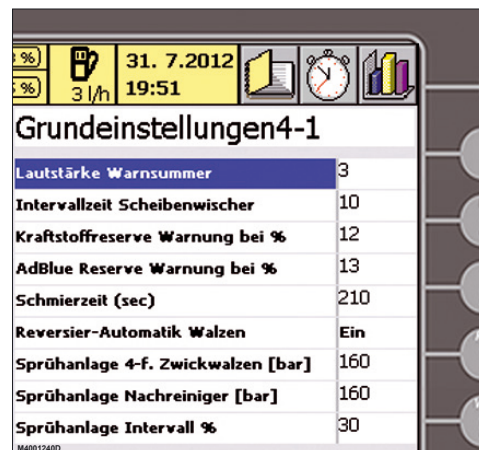 %)
31. 7.2012
%)
3 l/h
19:51
Grundeinstellungen4-1
Lautstärke Warnsummer 3
Intervallzeit Scheibenwischer 10
Kraftstoffreserve Warnung bei % 12
AdBlue Reserve Warnung bei % 13
Schmierzeit (sec) 210
Reversier-Automatik Walzen Ein
Sprühanlage 4-f. Zwickwalzen [bar] 160
Sprühanlage Nachreiniger [bar] 160
Sprühanlage Intervall % 30
M4001240D